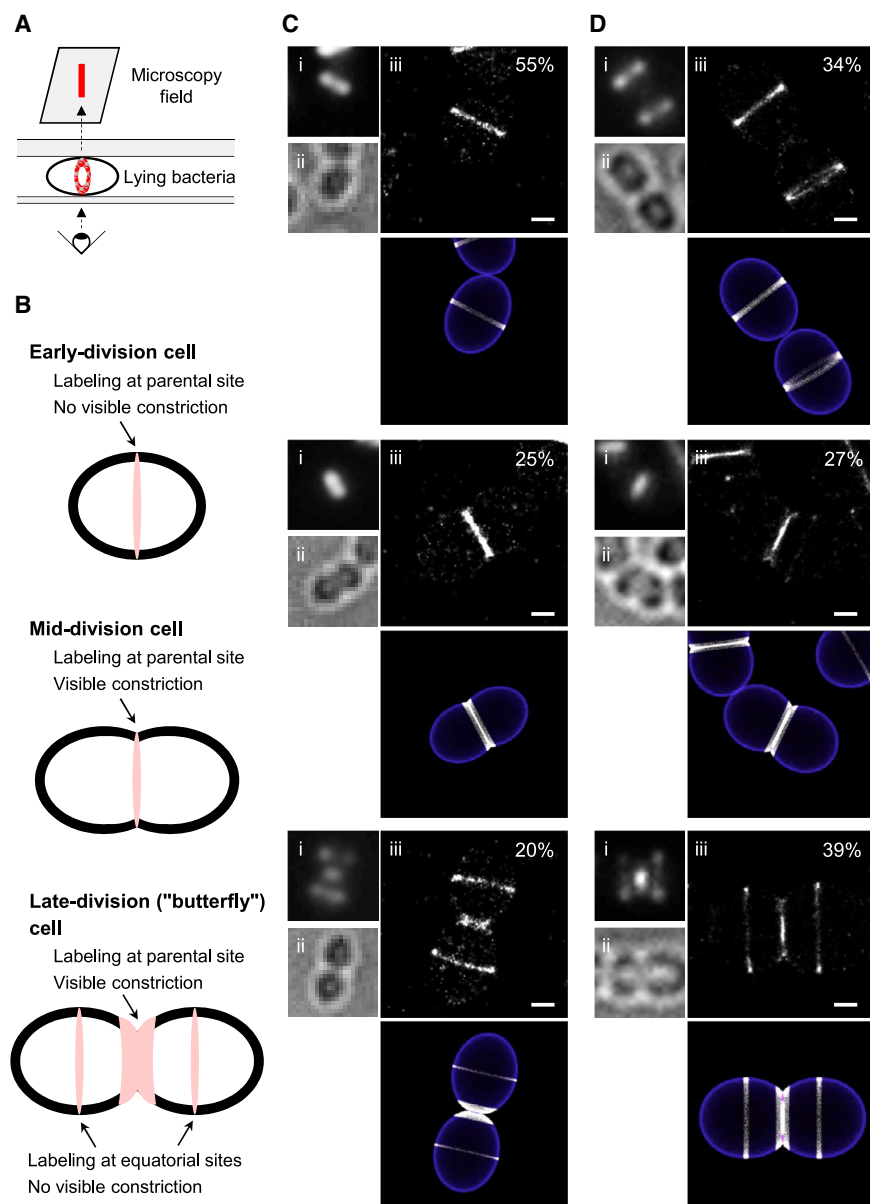 A
Microscopy
field
Lying bacteria
B
Early-division cell
Labeling at parental site
No visible constriction
Mid-division cell
Labeling at parental site
Visible constriction
Late-division ("butterfly")
cell
Labeling at parental site
Visible constriction
Labeling at equatorial sites
No visible constriction
C
i
ii
iii
55%
i
ii
iii
25%
i
ii
iii
20%
D
i
ii
iii
34%
i
ii
iii
27%
i
ii
iii
39%